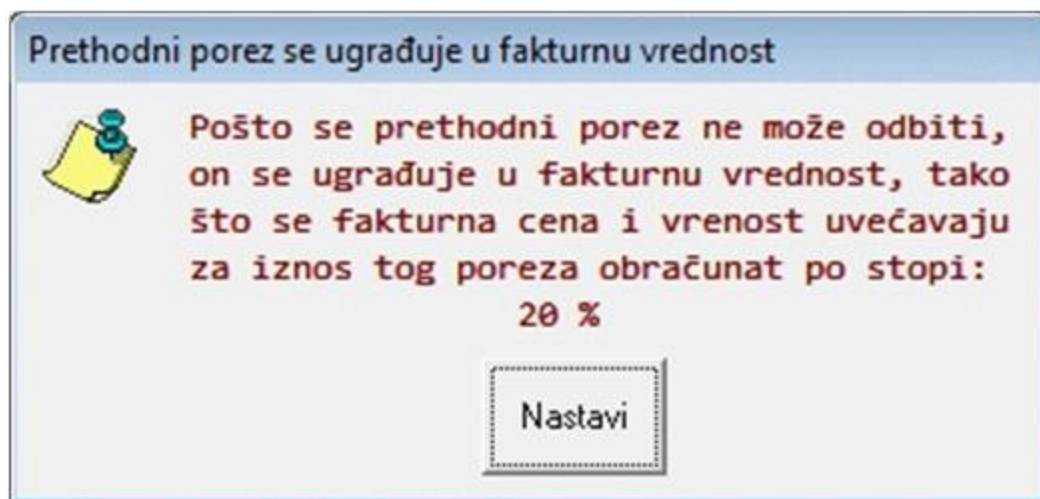 Prethodni porez se ugrađuje u fakturnu vrednost
Pošto se prethodni porez ne može odbiti,
on se ugrađuje u fakturnu vrednost, tako
što se fakturna cena i vrenost uvećavaju
za iznos tog poreza obračunat po stopi:
20 %
Nastavi